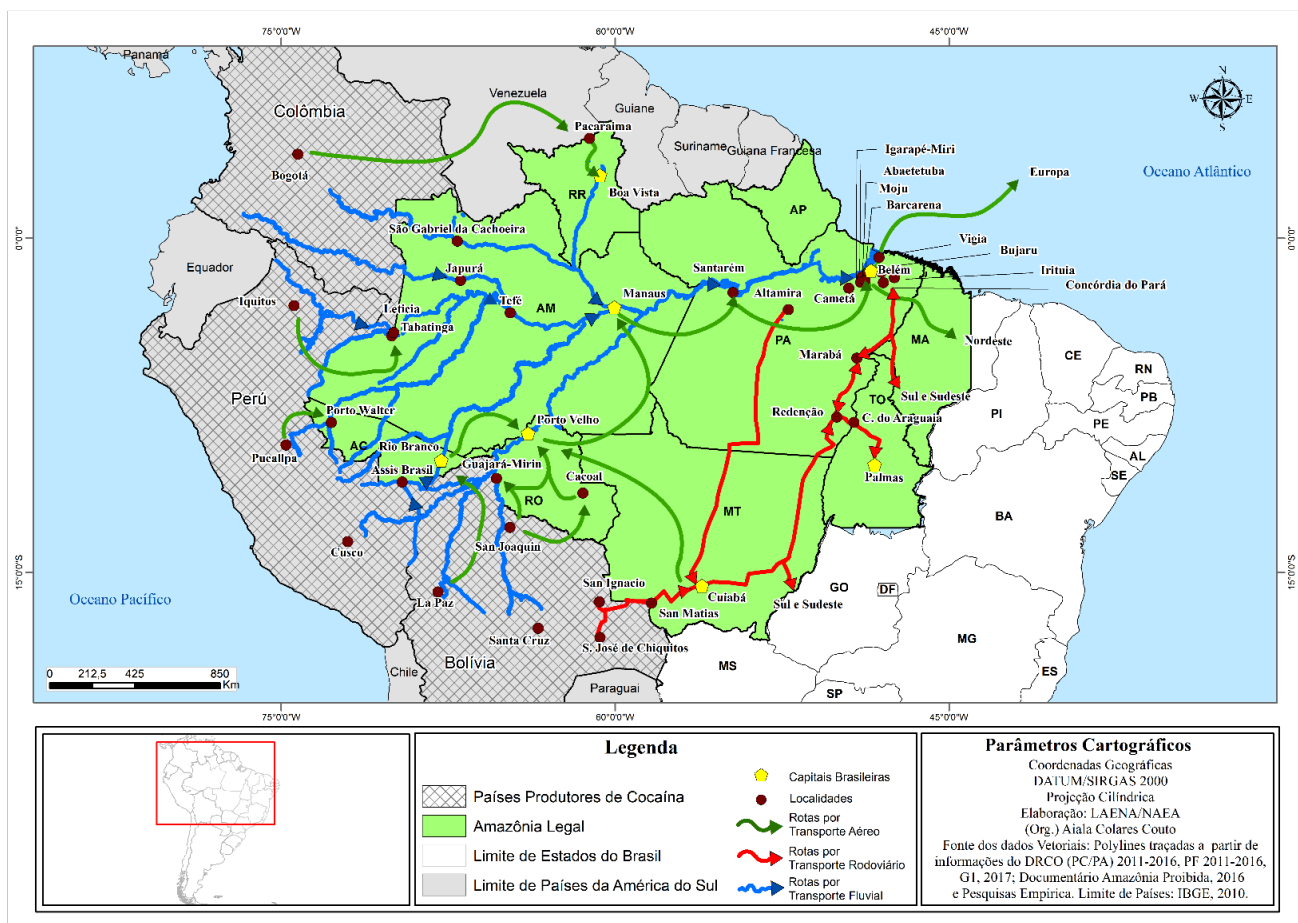 75°0'0"W
60°0'0"W
45°0'0"W
Panamá
Venezuela
Guiane
Suriname
Guiana Francesa
Colômbia
Pacaraima
Bogotá
Boa Vista
RR
AP
Igarapé-Miri
Abaetetuba
Moju
Barcarena
Europa
Oceano Atlântico
N
W
E
S
0°0'0"
0°0'0"
São Gabriel da Cachoeira
Vigia
Bujaru
Equador
Japurá
Santarém
Belém
Irituia
Iquitos
Leticia
Tabatinga
Tefé
AM
Manaus
Altamira
Cametá
Concórdia do Pará
PA
Nordeste
Marabá
MA
CE
RN
PB
Perú
TO
Sul e Sudeste
PI
PE
Porto Walter
Porto Velho
Redenção
C. do Araguaia
AL
SE
AC
Rio Branco
Pucallpa
Assis Brasil
Guajará-Mirin
Cacoal
Palmas
RO
MT
BA
Cusco
San Joaquin
15°0'0"S
15°0'0"S
Oceano Pacífico
La Paz
San Ignacio
Cuiabá
San Matias
Sul e Sudeste
GO
DF
Santa Cruz
S. José de Chiquitos
Bolívia
MG
MS
ES
Chile
Paraguai
SP
0 212,5 425 850
Km
75°0'0"W
60°0'0"W
45°0'0"W
Legenda
Países Produtores de Cocaína
Amazônia Legal
Limite de Estados do Brasil
Limite de Países da América do Sul
Capitais Brasileiras
Localidades
Rotas por
Transporte Aéreo
Rotas por
Transporte Rodoviário
Rotas por
Transporte Fluvial
Parâmetros Cartográficos
Coordenadas Geográficas
DATUM/SIRGAS 2000
Projeção Cilíndrica
Elaboração: LAENA/NAEA
(Org.) Aiala Colares Couto
Fonte dos dados Vetoriais: Polylines traçadas a partir de
informações do DRCO (PC/PA) 2011-2016, PF 2011-2016,
G1, 2017; Documentário Amazônia Proibida, 2016
e Pesquisas Empirica. Limite de Países: IBGE, 2010.